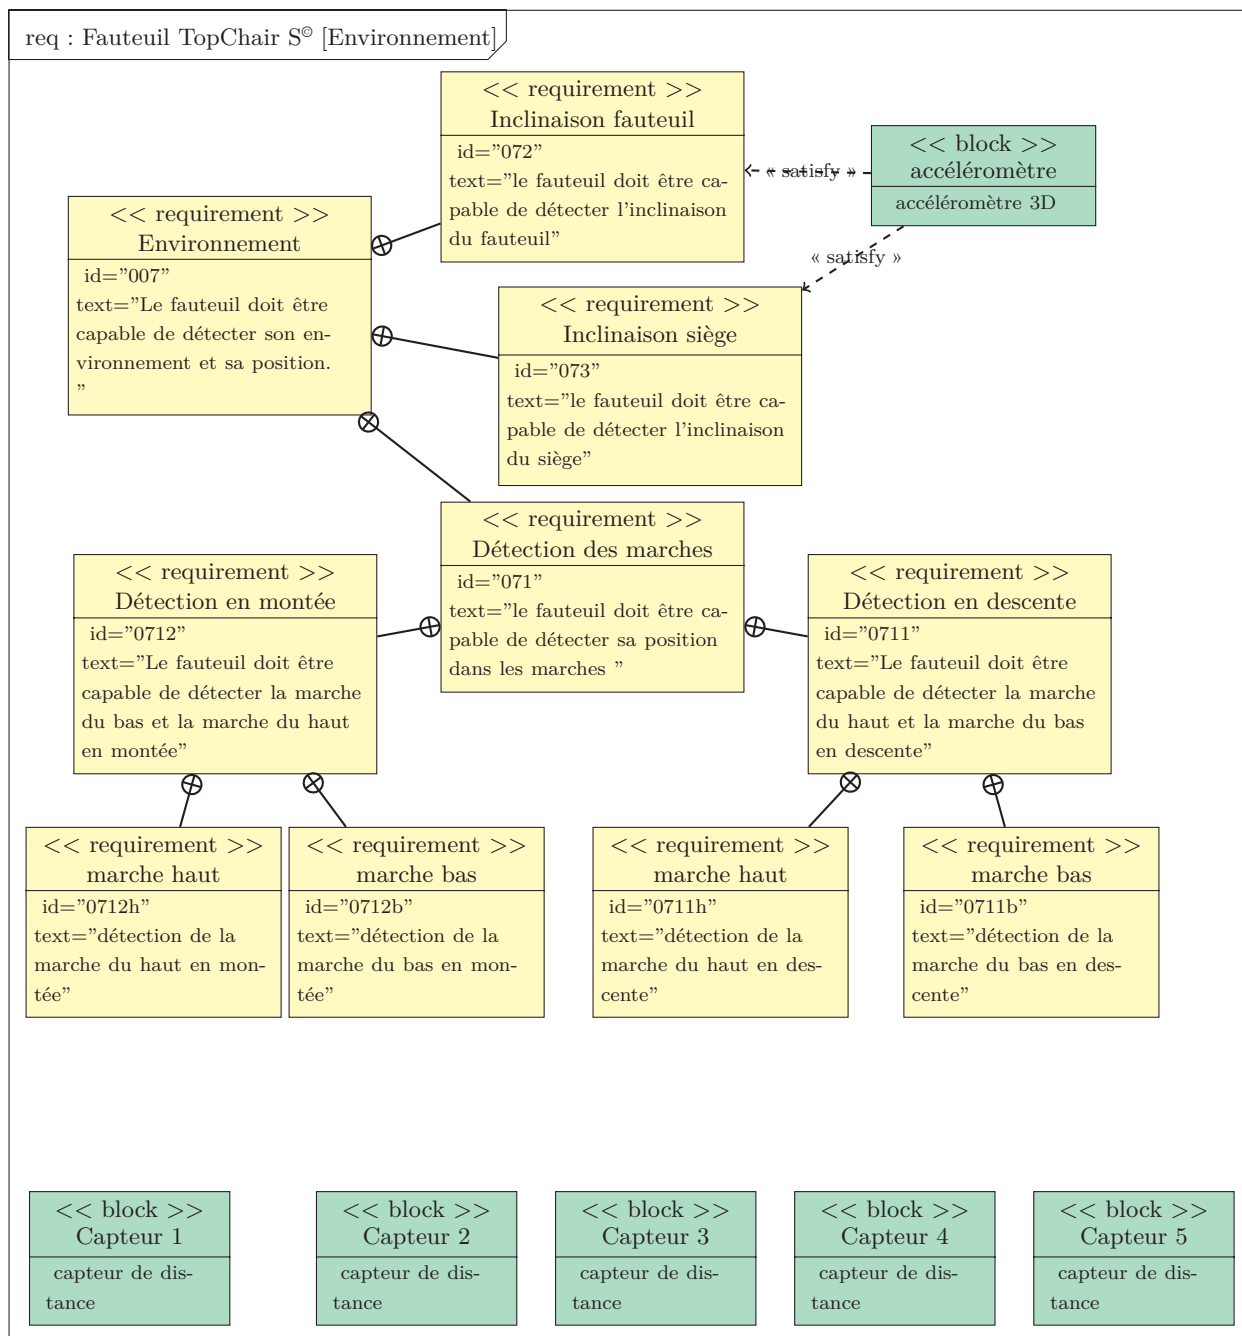 req : Fauteuil TopChair S© [Environnement]
<< requirement >>
Inclinaison fauteuil
id=”072”
text=”le fauteuil doit être ca-
pable de détecter l’inclinaison
du fauteuil”
« satisfy »
<< block >>
accéléromètre
accéléromètre 3D
<< requirement >>
Environnement
id=”007”
text=”Le fauteuil doit être
capable de détecter son en-
vironnement et sa position.
”
« satisfy »
<< requirement >>
Inclinaison siège
id=”073”
text=”le fauteuil doit être ca-
pable de détecter l’inclinaison
du siège”
<< requirement >>
Détection des marches
id=”071”
text=”le fauteuil doit être ca-
pable de détecter sa position
dans les marches ”
<< requirement >>
Détection en montée
id=”0712”
text=”Le fauteuil doit être
capable de détecter la marche
du bas et la marche du haut
en montée”
<< requirement >>
Détection en descente
id=”0711”
text=”Le fauteuil doit être
capable de détecter la marche
du haut et la marche du bas
en descente”
<< requirement >>
marche haut
id=”0712h”
text=”détection de la
marche du haut en mon-
tée”
<< requirement >>
marche bas
id=”0712b”
text=”détection de la
marche du bas en mon-
tée”
<< requirement >>
marche haut
id=”0711h”
text=”détection de la
marche du haut en des-
cente”
<< requirement >>
marche bas
id=”0711b”
text=”détection de la
marche du bas en des-
cente”
<< block >>
Capteur 1
capteur de dis-
tance
<< block >>
Capteur 2
capteur de dis-
tance
<< block >>
Capteur 3
capteur de dis-
tance
<< block >>
Capteur 4
capteur de dis-
tance
<< block >>
Capteur 5
capteur de dis-
tance